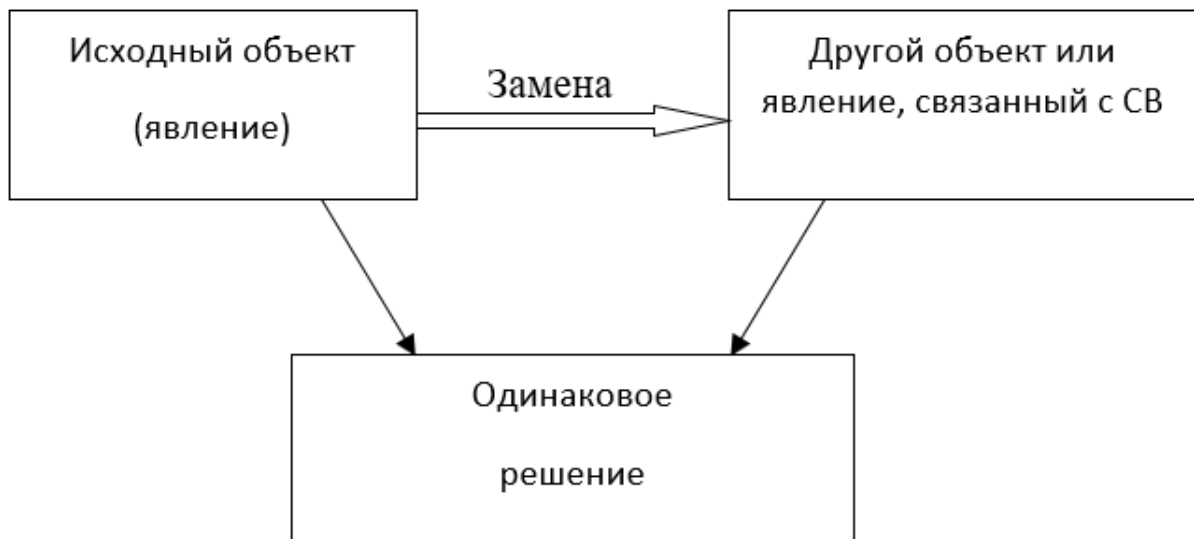 Исходный объект
(явление)
Замена
Другой объект или
явление, связанный с СВ
Одинаковое
решение